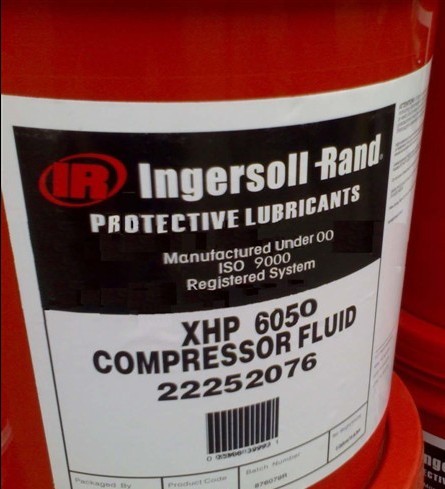 IR Ingersoll-Rand
PROTECTIVE LUBRICANTS
Manufactured Under 00
ISO 9000
Registered System
XHP 6050
COMPRESSOR FLUID
22252076
Packaged By Product Code Batch Number